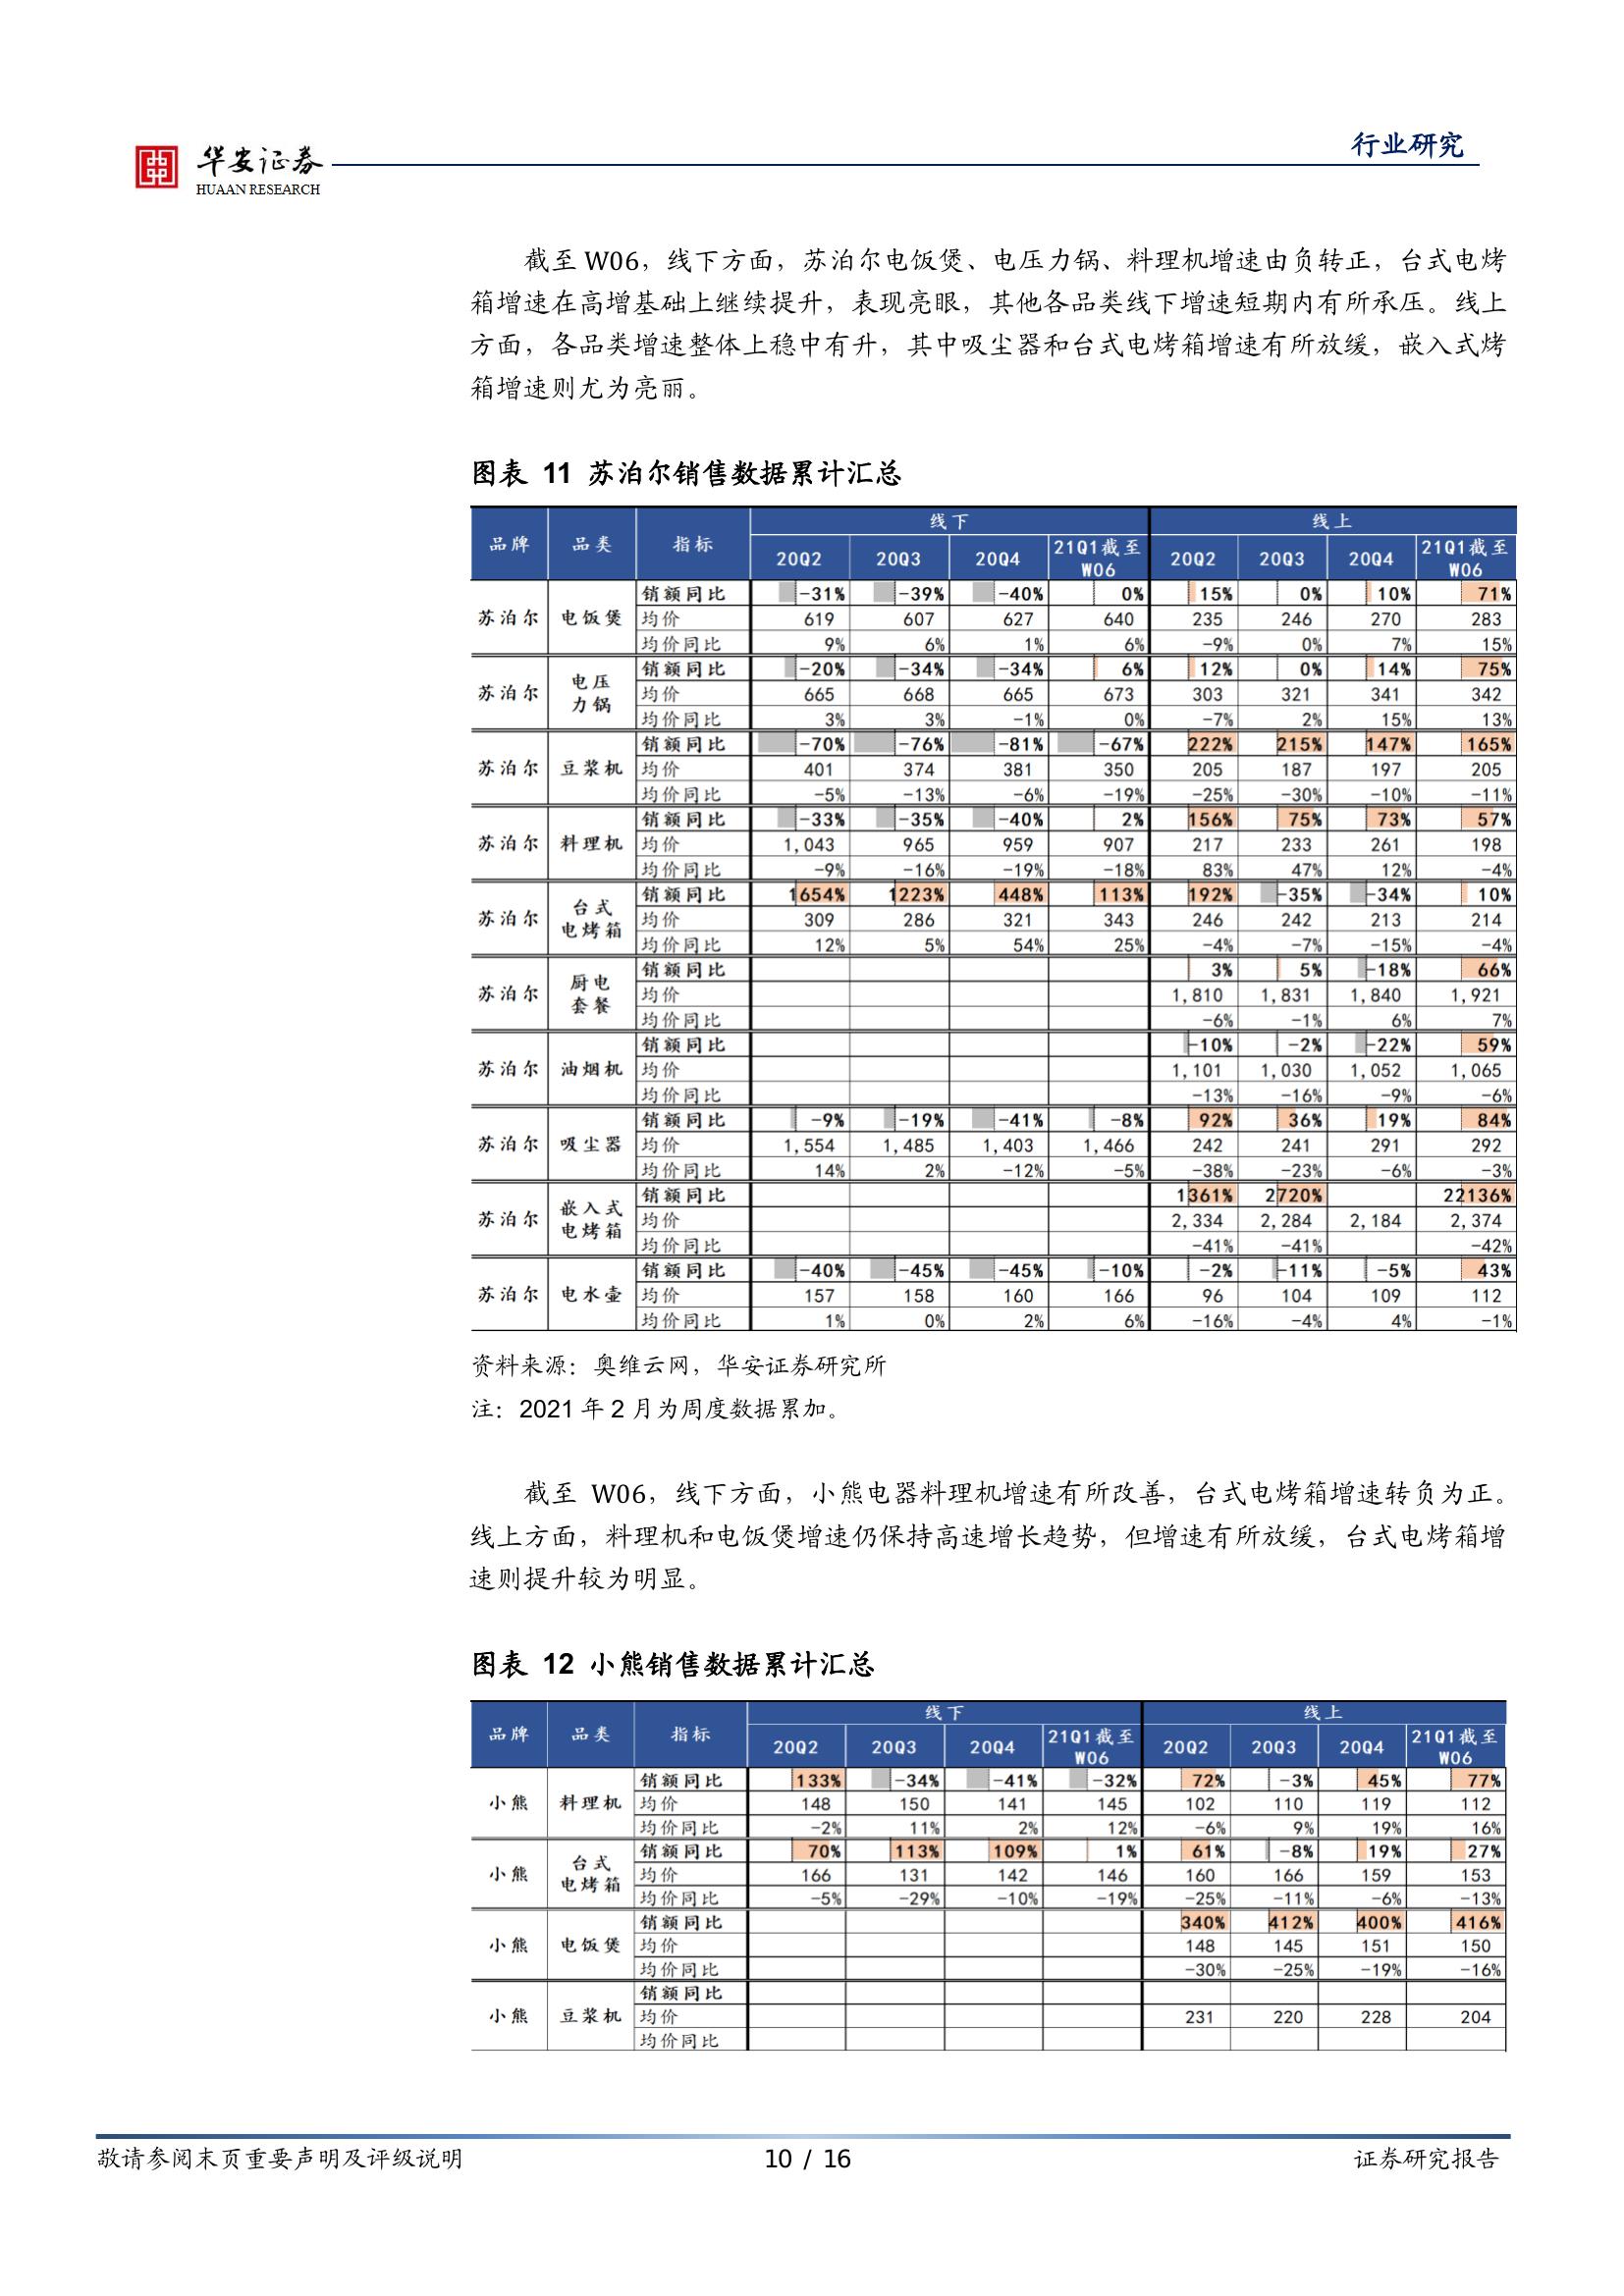 华安证券
HUAAN RESEARCH
行业研究
截至 W06，线下方面，苏泊尔电饭煲、电压力锅、料理机增速由负转正，台式电烤
箱增速在高增基础上继续提升，表现亮眼，其他各品类线下增速短期内有所承压。线上
方面，各品类增速整体上稳中有升，其中吸尘器和台式电烤箱增速有所放缓，嵌入式烤
箱增速则尤为亮丽。
图表 11 苏泊尔销售数据累计汇总
品牌 品类 指标 线下 线上
20Q2 20Q3 20Q4 21Q1截至W06 20Q2 20Q3 20Q4 21Q1截至W06
销额同比 -31% -39% -40% 0% 15% 0% 10% 71%
苏泊尔 电饭煲 均价 619 607 627 640 235 246 270 283
均价同比 9% 6% 1% 6% -9% 0% 7% 15%
销额同比 -20% -34% -34% 6% 12% 0% 14% 75%
苏泊尔 电压力锅 均价 665 668 665 673 303 321 341 342
均价同比 3% 3% -1% 0% -7% 2% 15% 13%
销额同比 -70% -76% -81% -67% 222% 215% 147% 165%
苏泊尔 豆浆机 均价 401 374 381 350 205 187 197 205
均价同比 -5% -13% -6% -19% -25% -30% -10% -11%
销额同比 -33% -35% -40% 2% 156% 75% 73% 57%
苏泊尔 料理机 均价 1,043 965 959 907 217 233 261 198
均价同比 -9% -16% -19% -18% 83% 47% 12% -4%
销额同比 1654% 1223% 448% 113% 192% -35% -34% 10%
苏泊尔 台式电烤箱 均价 309 286 321 343 246 242 213 214
均价同比 12% 5% 54% 25% -4% -7% -15% -4%
销额同比 3% 5% -18% 66%
苏泊尔 厨电套餐 均价 1,810 1,831 1,840 1,921
均价同比 -6% -1% 6% 7%
销额同比 -10% -2% -22% 59%
苏泊尔 油烟机 均价 1,101 1,030 1,052 1,065
均价同比 -13% -16% -9% -6%
销额同比 -9% -19% -41% -8% 92% 36% 19% 84%
苏泊尔 吸尘器 均价 1,554 1,485 1,403 1,466 242 241 291 292
均价同比 14% 2% -12% -5% -38% -23% -6% -3%
销额同比 1361% 2720% 22136%
苏泊尔 嵌入式电烤箱 均价 2,334 2,284 2,184 2,374
均价同比 -41% -41% -42%
销额同比 -40% -45% -45% -10% -2% -11% -5% 43%
苏泊尔 电水壶 均价 157 158 160 166 96 104 109 112
均价同比 1% 0% 2% 6% -16% -4% 4% -1%
资料来源：奥维云网，华安证券研究所
注：2021 年 2 月为周度数据累加。
截至 W06，线下方面，小熊电器料理机增速有所改善，台式电烤箱增速转负为正。
线上方面，料理机和电饭煲增速仍保持高速增长趋势，但增速有所放缓，台式电烤箱增
速则提升较为明显。
图表 12 小熊销售数据累计汇总
品牌 品类 指标 线下 线上
20Q2 20Q3 20Q4 21Q1截至W06 20Q2 20Q3 20Q4 21Q1截至W06
销额同比 133% -34% -41% -32% 72% -3% 45% 77%
小熊 料理机 均价 148 150 141 145 102 110 119 112
均价同比 -2% 11% 2% 12% -6% 9% 19% 16%
销额同比 70% 113% 109% 1% 61% -8% 19% 27%
小熊 台式电烤箱 均价 166 131 142 146 160 166 159 153
均价同比 -5% -29% -10% -19% -25% -11% -6% -13%
销额同比 340% 412% 400% 416%
小熊 电饭煲 均价 148 145 151 150
均价同比 -30% -25% -19% -16%
销额同比
小熊 豆浆机 均价 231 220 228 204
均价同比
敬请参阅末页重要声明及评级说明 10 / 16 证券研究报告